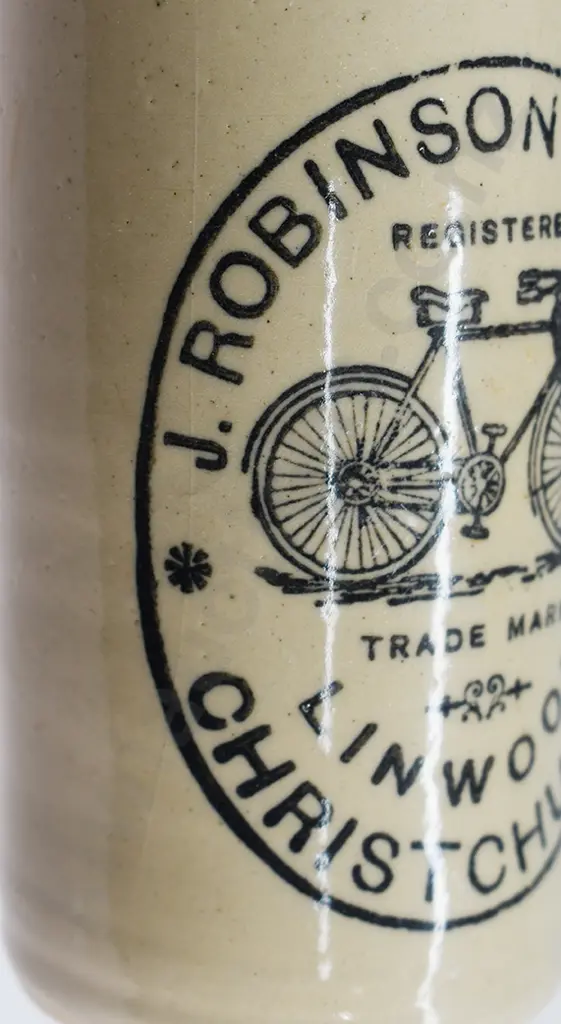 J. ROBINSON
REGISTERE
TRADE MAR
LINWOO
CHRISTCHU